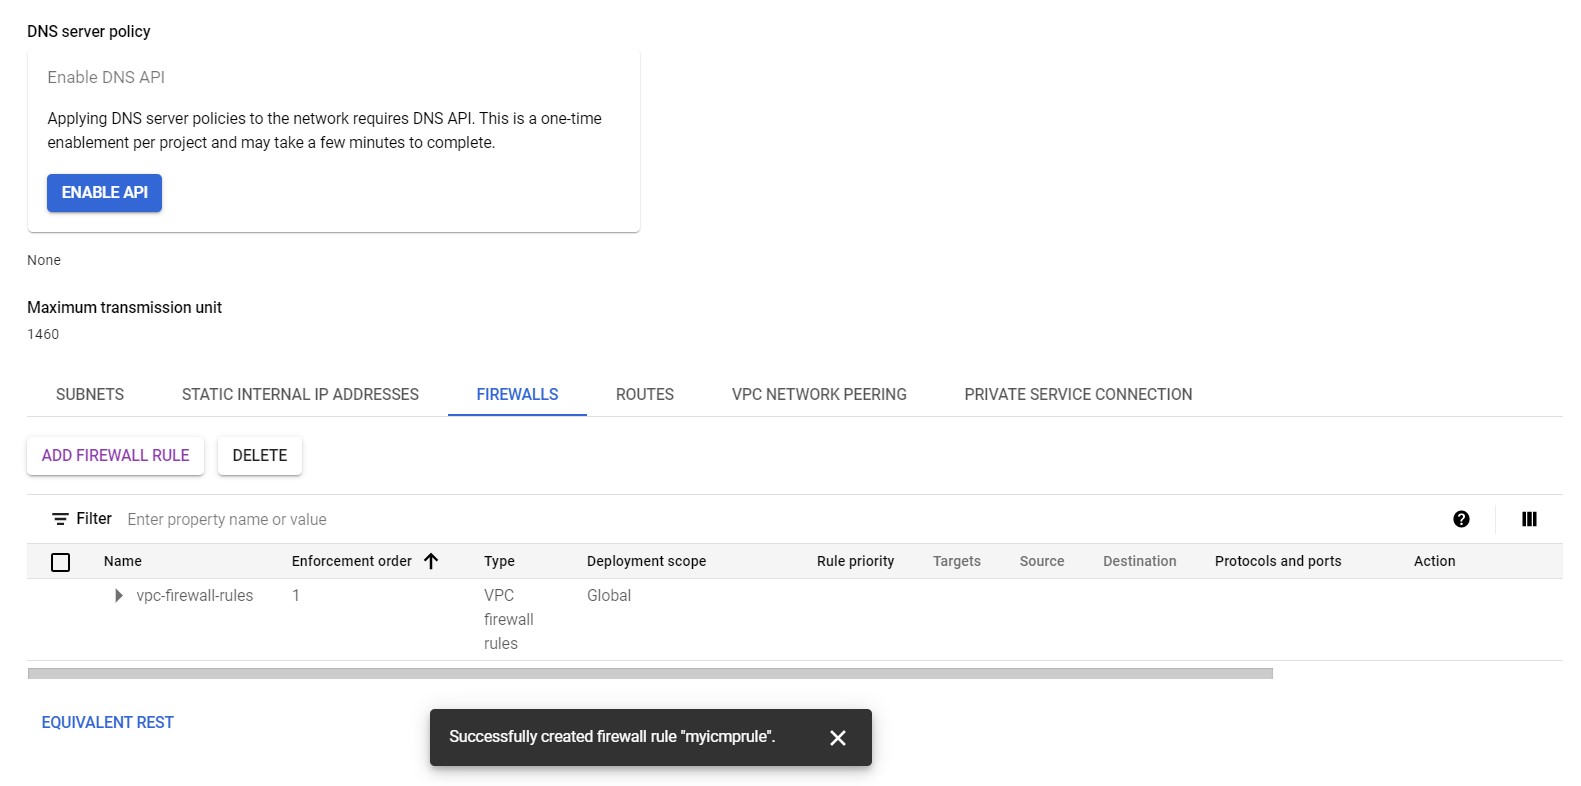 DNS server policy
Enable DNS API
Applying DNS server policies to the network requires DNS API. This is a one-time
enablement per project and may take a few minutes to complete.
ENABLE API
None
Maximum transmission unit
1460
SUBNETS STATIC INTERNAL IP ADDRESSES FIREWALLS ROUTES VPC NETWORK PEERING PRIVATE SERVICE CONNECTION
ADD FIREWALL RULE DELETE
Filter Enter property name or value
Name Enforcement order Type Deployment scope Rule priority Targets Source Destination Protocols and ports Action
vpc-firewall-rules 1 VPC Global
firewall
rules
EQUIVALENT REST
Successfully created firewall rule "myicmprule".